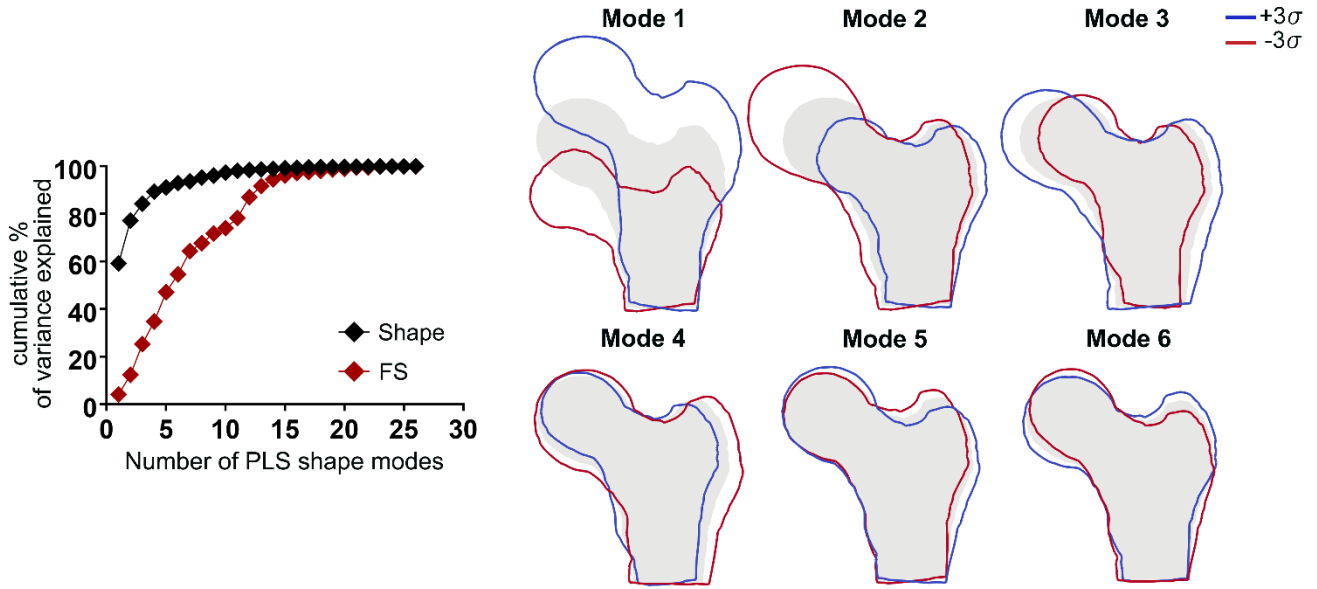 Mode 1
Mode 2
Mode 3
+3σ
-3σ
cumulative %
of variance explained
100
80
60
40
20
0
0
5
10
15
20
25
30
Shape
FS
Number of PLS shape modes
Mode 4
Mode 5
Mode 6